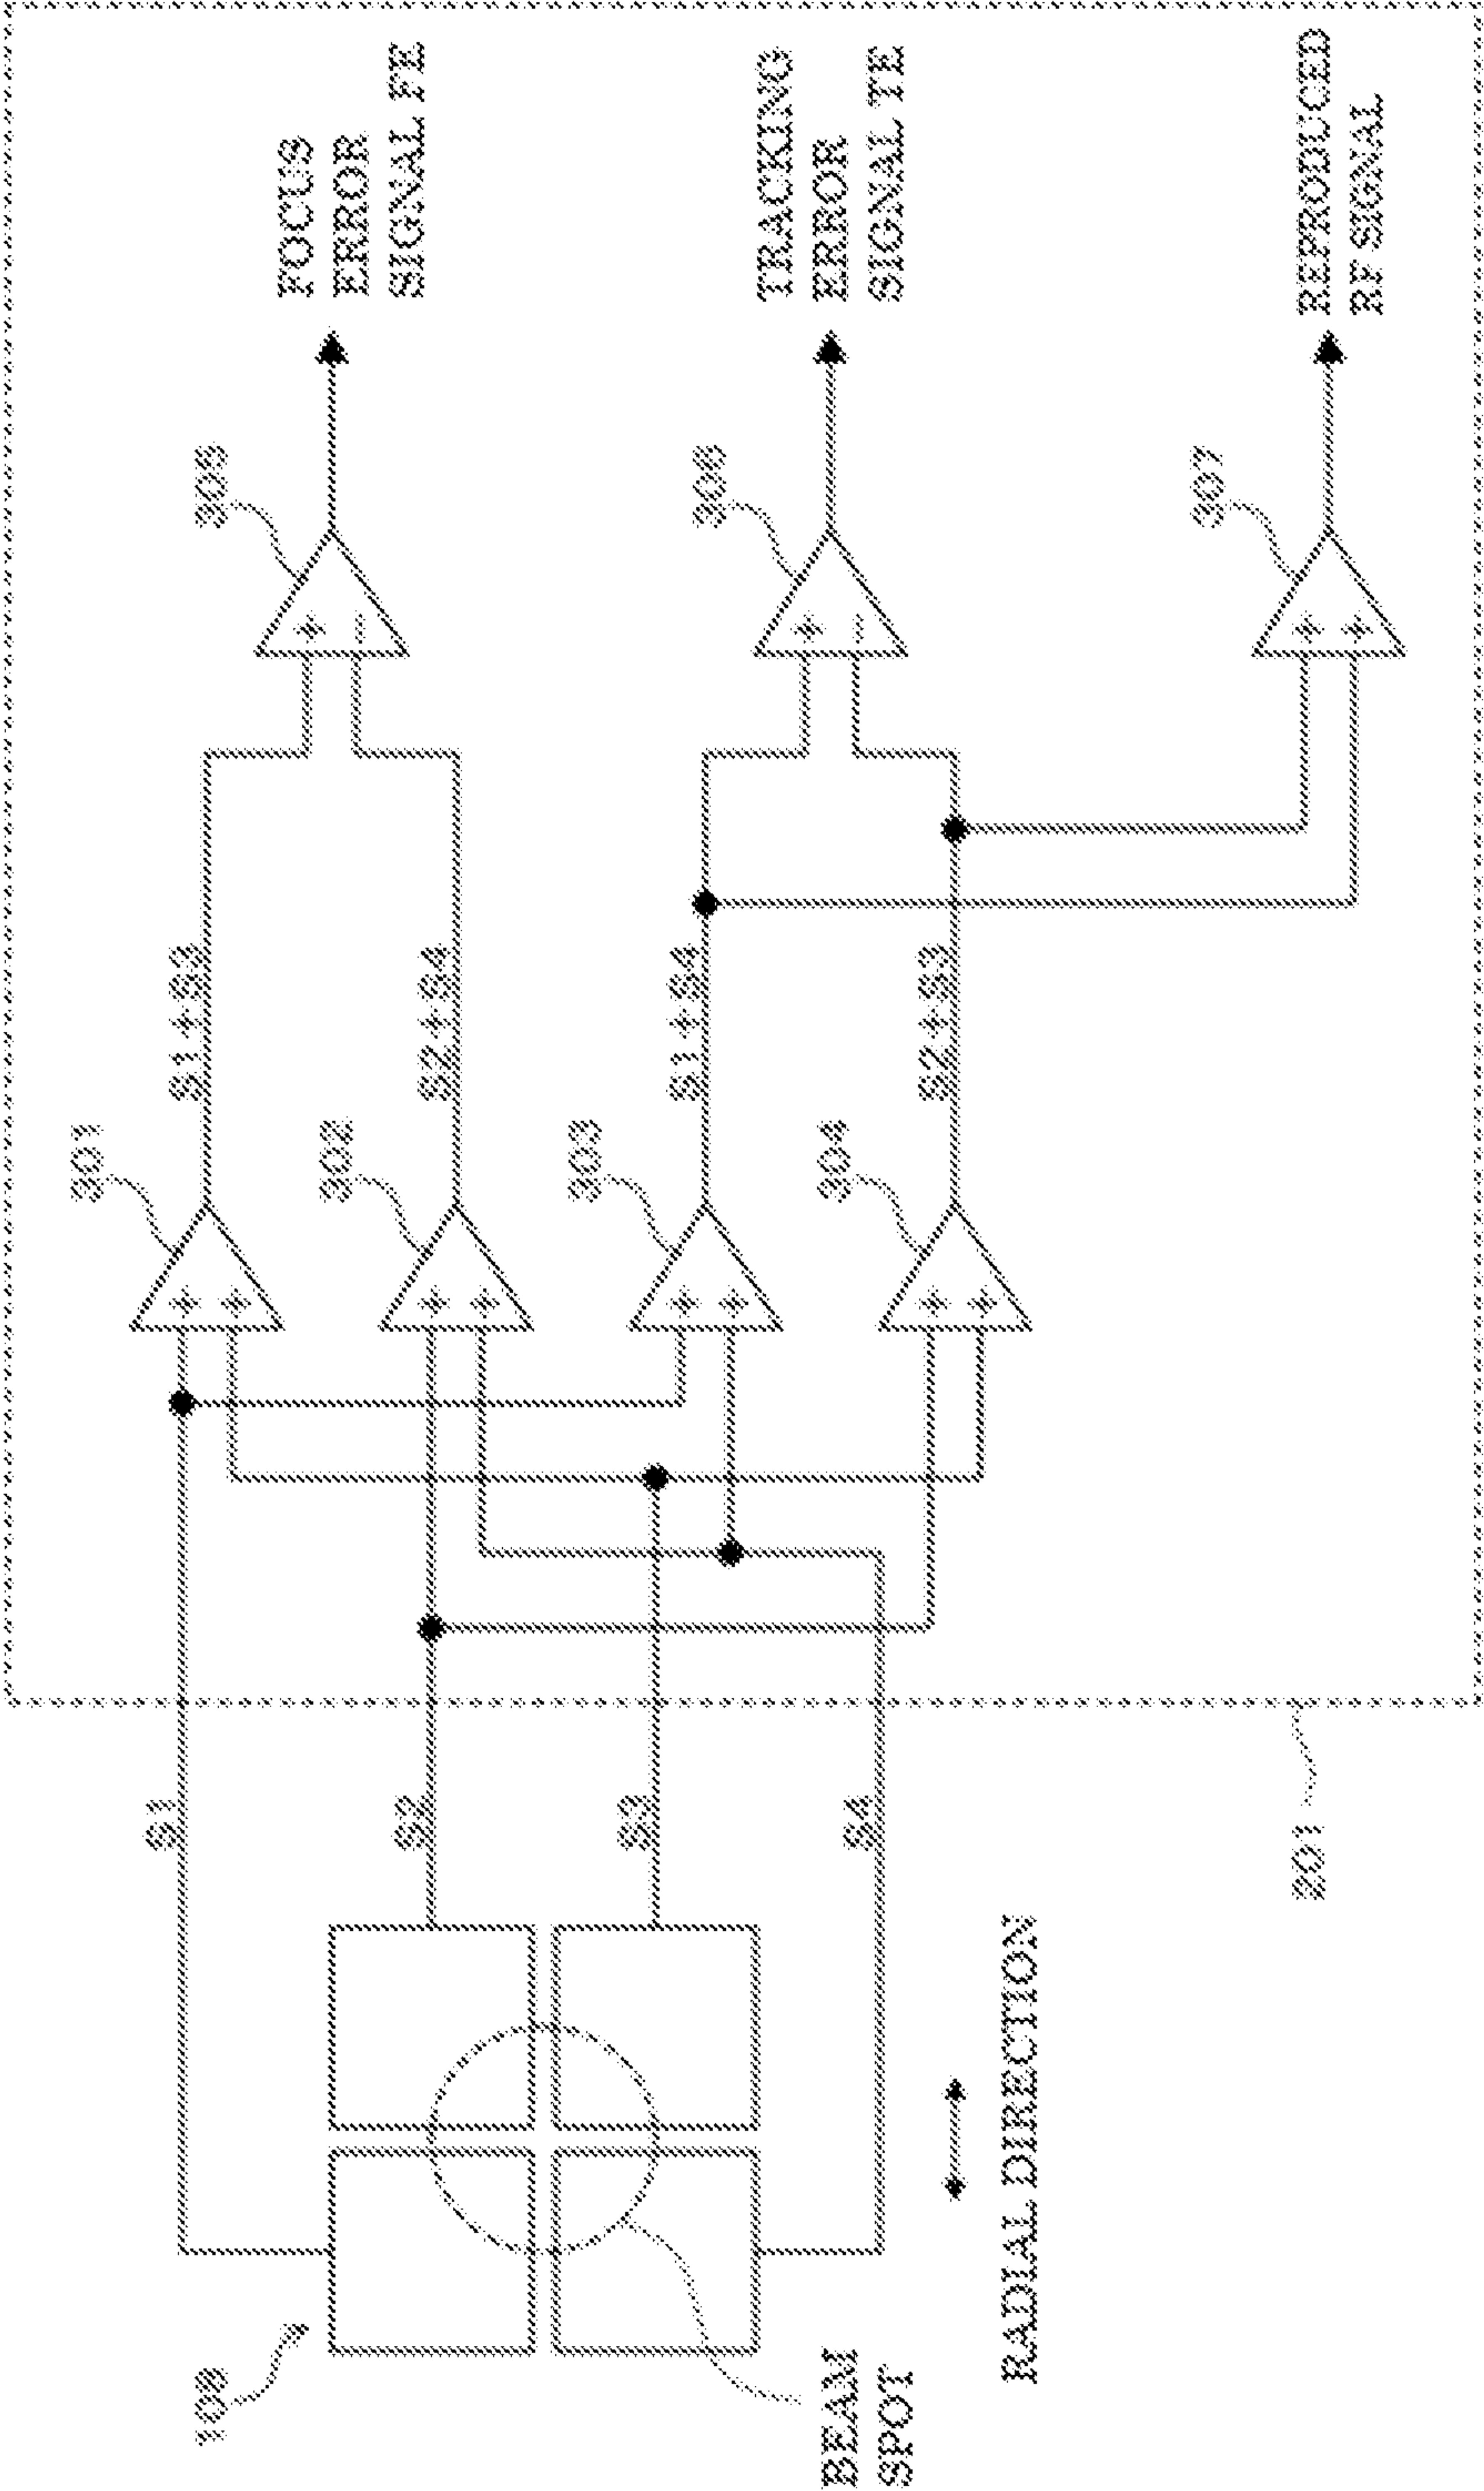 108
S1
S2
S3
S4
BEAM
SPOT
RADIAL DIRECTION
201
301
302
303
304
S1+S3
S2+S4
S1+S4
S2+S3
305
306
307
FOCUS
ERROR
SIGNAL FE
TRACKING
ERROR
SIGNAL TE
REPRODUCED
RF SIGNAL
+
+
+
+
+
+
+
+
+
−
+
−
+
+